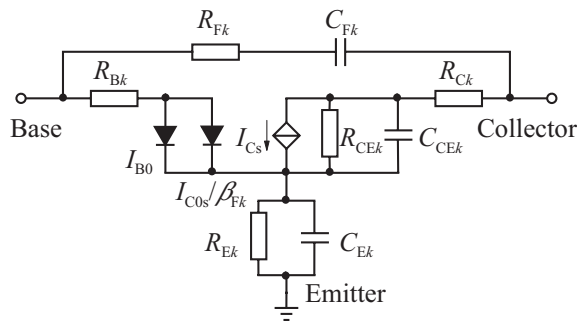 R_Fk
C_Fk
R_Bk
R_Ck
Base
I_B0
I_Cs
R_CEk
C_CEk
Collector
I_C0s/β_Fk
R_Ek
C_Ek
Emitter